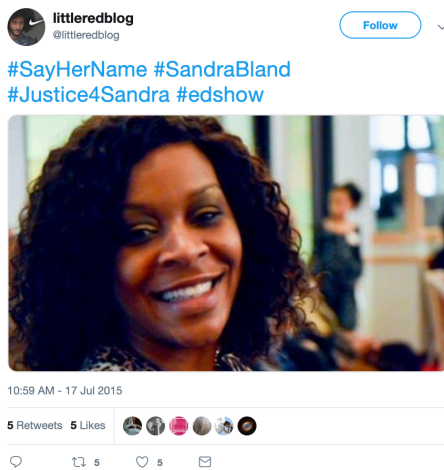 littleredblog
@littleredblog
Follow
#SayHerName #SandraBland
#Justice4Sandra #edshow
10:59 AM - 17 Jul 2015
5 Retweets 5 Likes
5 5